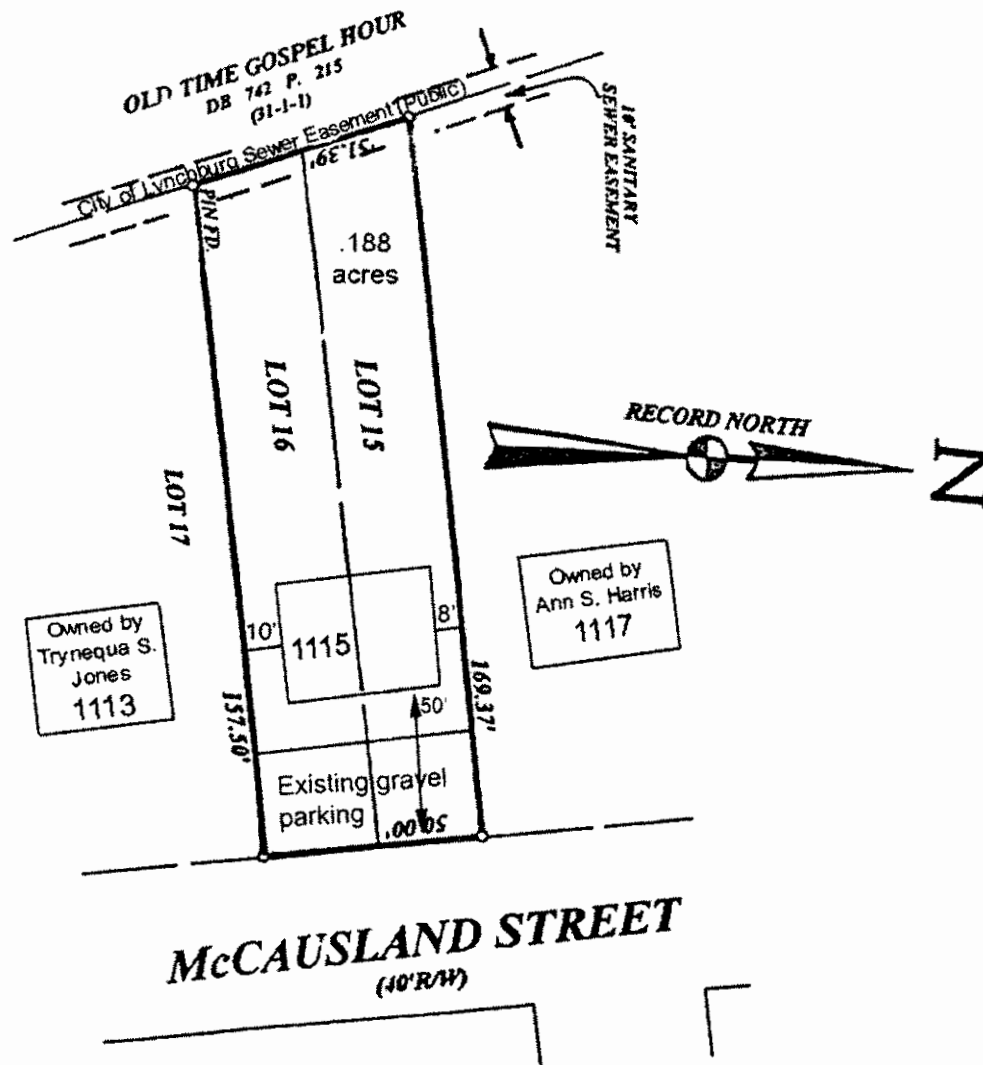 OLD TIME GOSPEL HOUR
DB 742 P. 215
(31-1-1)
City of Lynchburg Sewer Easement (Public)
10' SANITARY
SEWER EASEMENT
51.39'
PIN FD.
.188
acres
LOT 16
LOT 15
LOT 17
RECORD NORTH
N
Owned by
Trynequa S.
Jones
1113
10'
1115
8'
Owned by
Ann S. Harris
1117
157.50'
169.37'
50'
Existing gravel
parking
50.00'
McCAUSLAND STREET
(40'R/W)